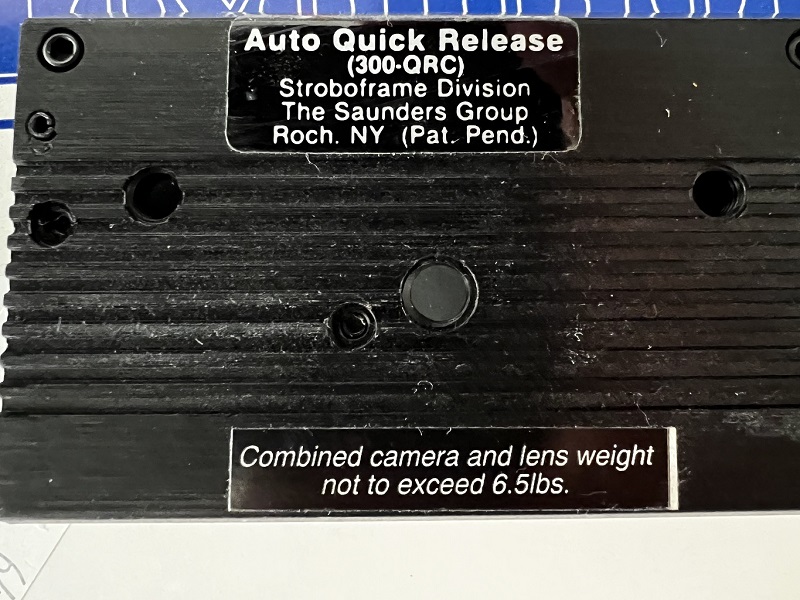 Auto Quick Release
(300-QRC)
Stroboframe Division
The Saunders Group
Roch. NY (Pat. Pend.)
Combined camera and lens weight
not to exceed 6.5lbs.